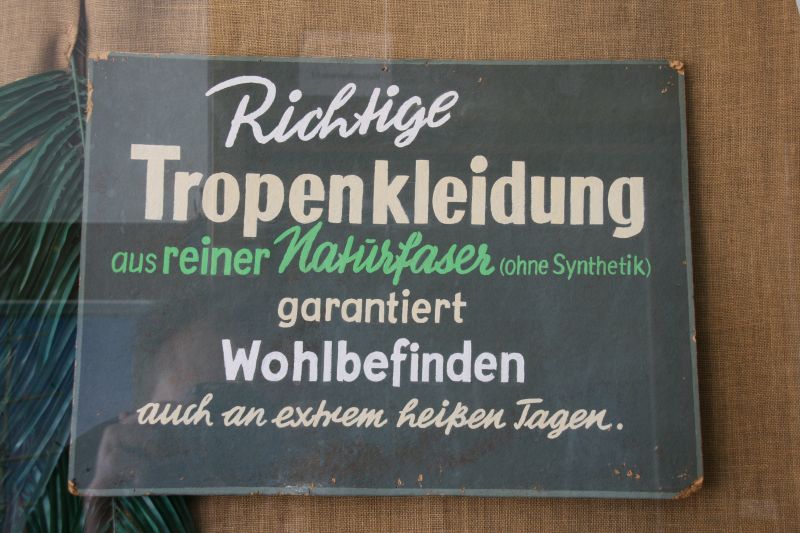 Richtige
Tropenkleidung
aus reiner Naturfaser (ohne Synthetik)
garantiert
Wohlbefinden
auch an extrem heißen Tagen.